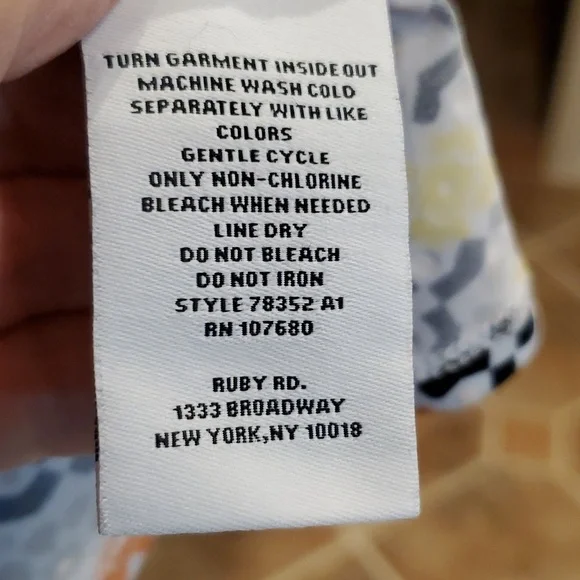 TURN GARMENT INSIDE OUT
MACHINE WASH COLD
SEPARATELY WITH LIKE
COLORS
GENTLE CYCLE
ONLY NON-CHLORINE
BLEACH WHEN NEEDED
LINE DRY
DO NOT BLEACH
DO NOT IRON
STYLE 78352 A1
RN 107680
RUBY RD.
1333 BROADWAY
NEW YORK,NY 10018